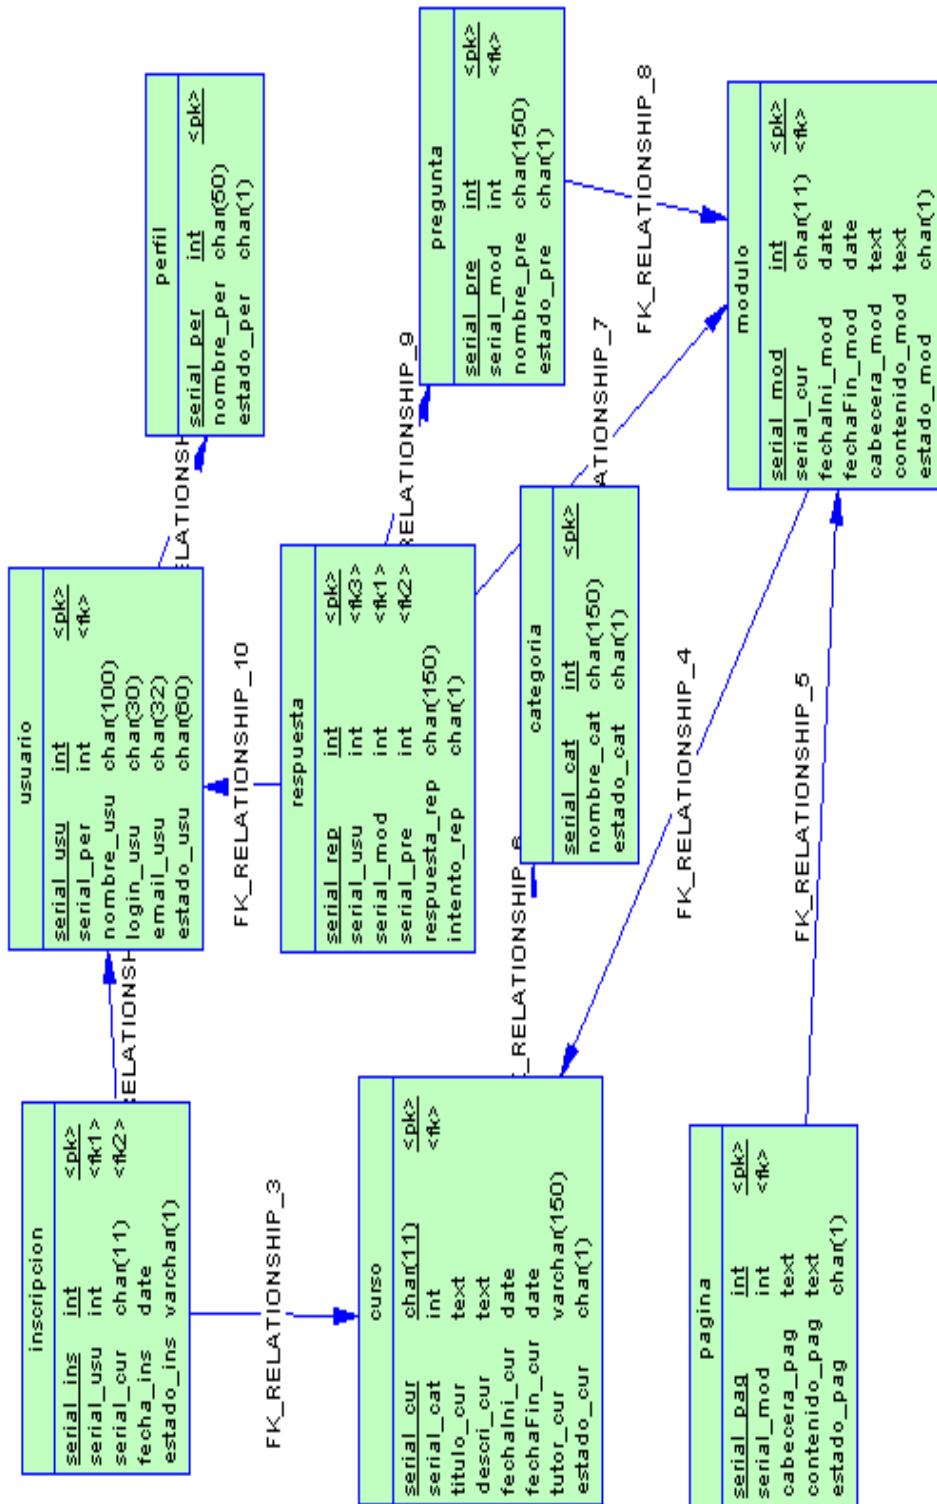 inscripcion
serial_ins int <pk>
serial_usu int <fk1>
serial_cur char(11) <fk2>
fecha_ins date
estado_ins varchar(1)
RELATIONSH
usuario
serial_usu int <pk>
serial_per int <fk>
nombre_usu char(100)
login_usu char(30)
email_usu char(32)
estado_usu char(60)
ELATIONSH
perfil
serial_per int <pk>
nombre_per char(50)
estado_per char(1)
FK_RELATIONSHIP_3
FK_RELATIONSHIP_10
curso
serial_cur char(11) <pk>
serial_cat int <fk>
titulo_cur text
descri_cur text
fechaIni_cur date
fechaFin_cur date
tutor_cur varchar(150)
estado_cur char(1)
respuesta
serial_rep int <pk>
serial_usu int <fk3>
serial_mod int <fk1>
serial_pre int <fk2>
respuesta_rep char(150)
intento_rep char(1)
RELATIONSHIP_9
pregunta
serial_pre int <pk>
serial_mod int <fk>
nombre_pre char(150)
estado_pre char(1)
_RELATIONSHIP_6
categoria
serial_cat int <pk>
nombre_cat char(150)
estado_cat char(1)
ATIONSHIP_7
FK_RELATIONSHIP_8
FK_RELATIONSHIP_4
pagina
serial_pag int <pk>
serial_mod int <fk>
cabecera_pag text
contenido_pag text
estado_pag char(1)
FK_RELATIONSHIP_5
modulo
serial_mod int <pk>
serial_cur char(11) <fk>
fechaIni_mod date
fechaFin_mod date
cabecera_mod text
contenido_mod text
estado_mod char(1)